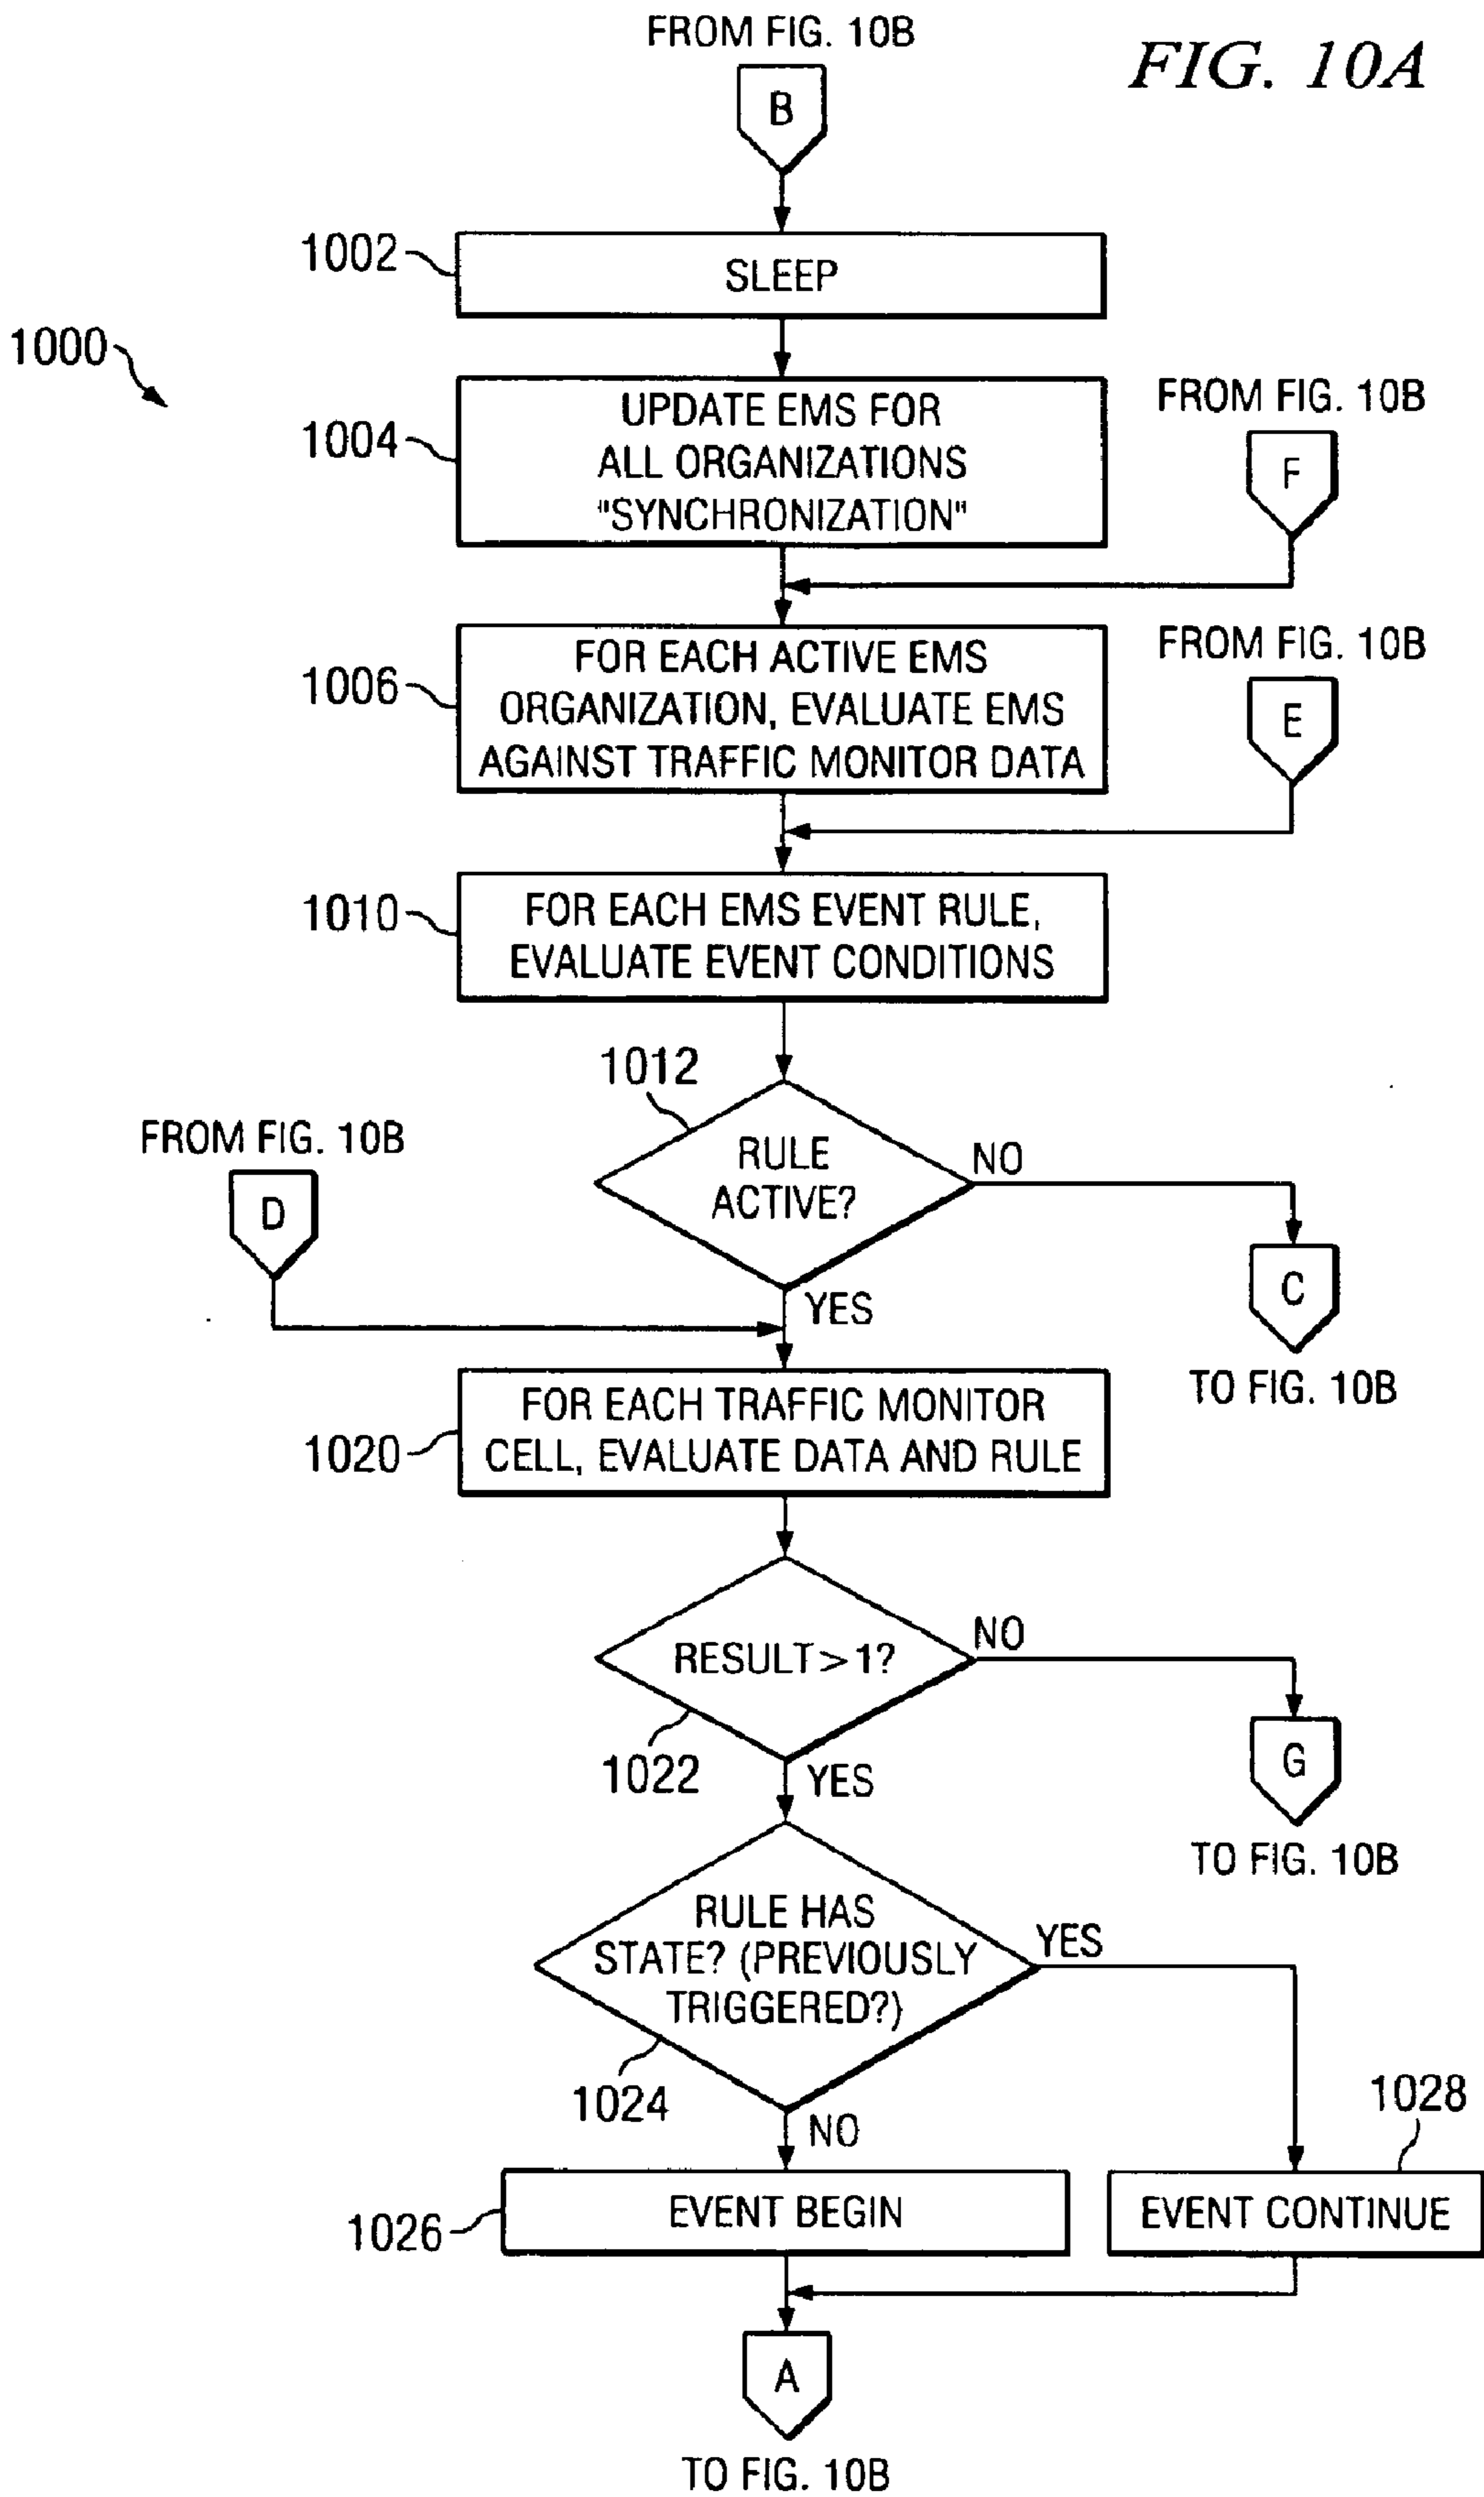 FROM FIG. 10B
FIG. 10A
B
1002
SLEEP
1000
1004
UPDATE EMS FOR
ALL ORGANIZATIONS
"SYNCHRONIZATION"
FROM FIG. 10B
F
1006
FOR EACH ACTIVE EMS
ORGANIZATION, EVALUATE EMS
AGAINST TRAFFIC MONITOR DATA
FROM FIG. 10B
E
1010
FOR EACH EMS EVENT RULE,
EVALUATE EVENT CONDITIONS
1012
RULE
ACTIVE?
NO
FROM FIG. 10B
D
C
TO FIG. 10B
YES
1020
FOR EACH TRAFFIC MONITOR
CELL, EVALUATE DATA AND RULE
RESULT > 1?
NO
1022
YES
G
TO FIG. 10B
RULE HAS
STATE? (PREVIOUSLY
TRIGGERED?)
YES
1024
NO
1028
1026
EVENT BEGIN
EVENT CONTINUE
A
TO FIG. 10B